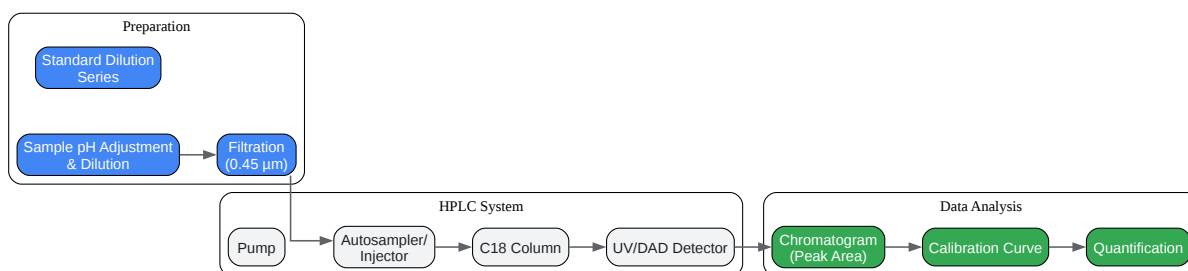 Preparation
Standard Dilution
Series
Sample pH Adjustment
& Dilution
Filtration
(0.45 µm)
HPLC System
Pump
Autosampler/
Injector
C18 Column
UV/DAD Detector
Data Analysis
Chromatogram
(Peak Area)
Calibration Curve
Quantification